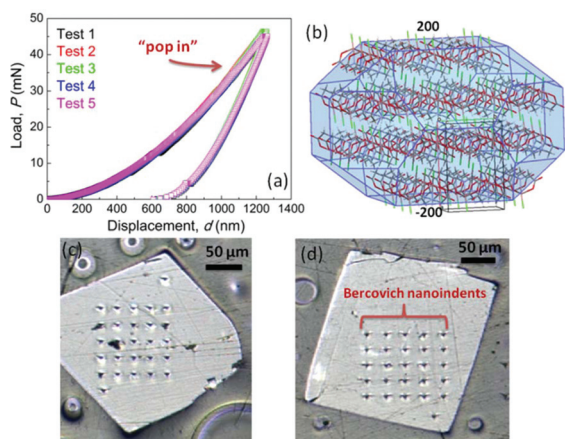 50
40
30
20
10
0
Load, P (mN)
Test 1
Test 2
Test 3
Test 4
Test 5
“pop in”
(a)
0 200 400 600 800 1000 1200 1400
Displacement, d (nm)
(b)
200
-200
(c)
50 µm
(d)
50 µm
Bercovich nanoindents